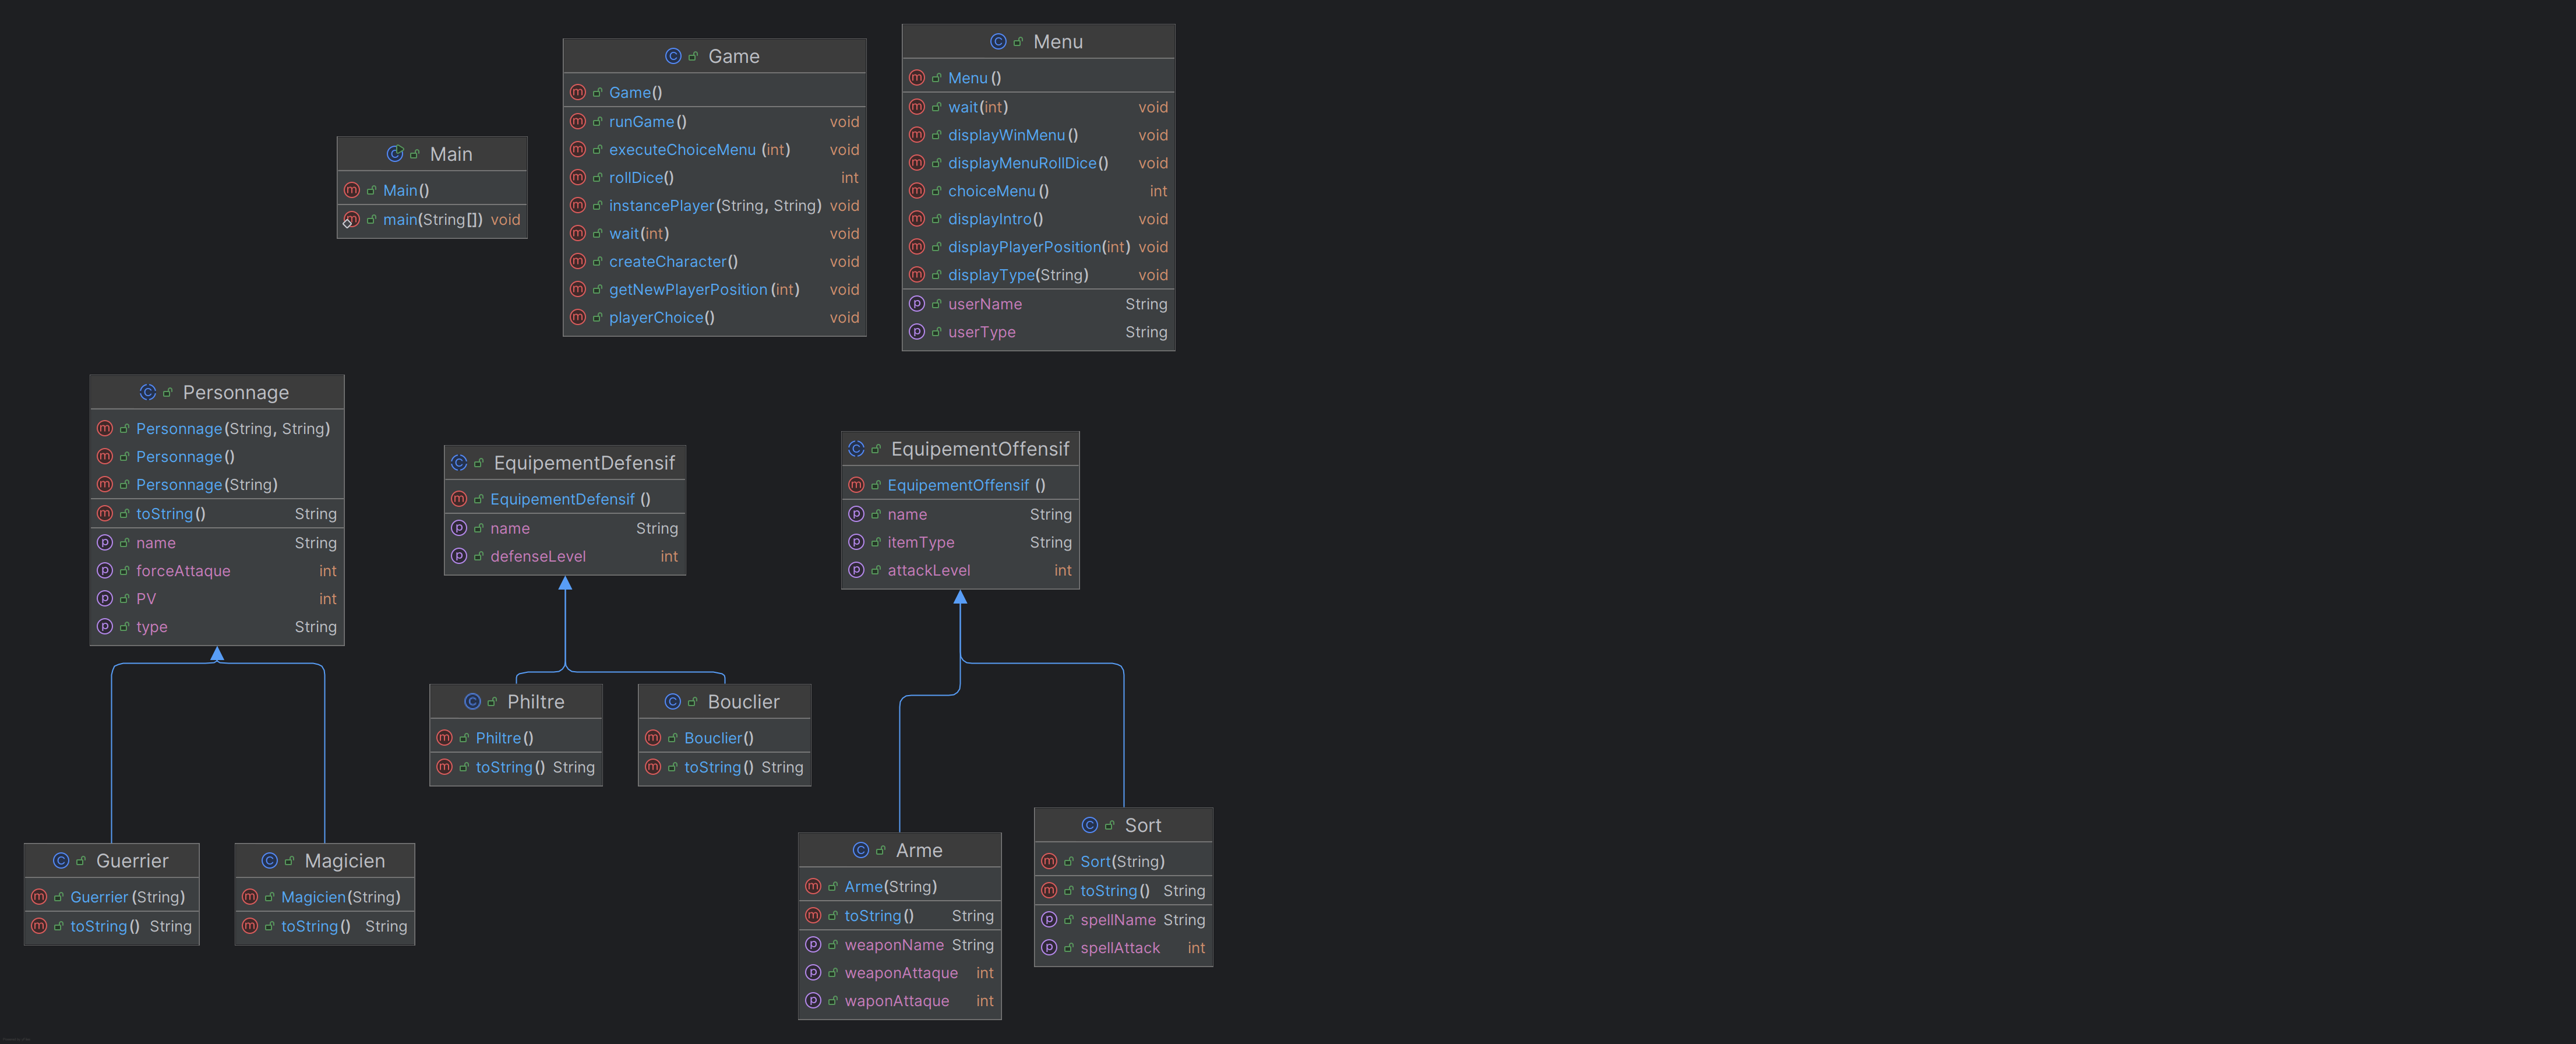 Main
Main()
main(String[]) void
Game
Game()
runGame() void
executeChoiceMenu (int) void
rollDice() int
instancePlayer(String, String) void
wait(int) void
createCharacter() void
getNewPlayerPosition (int) void
playerChoice() void
Menu
Menu ()
wait(int) void
displayWinMenu () void
displayMenuRollDice() void
choiceMenu () int
displayIntro() void
displayPlayerPosition(int) void
displayType(String) void
userName String
userType String
Personnage
Personnage(String, String)
Personnage()
Personnage(String)
toString() String
name String
forceAttaque int
PV int
type String
EquipementDefensif
EquipementDefensif ()
name String
defenseLevel int
EquipementOffensif
EquipementOffensif ()
name String
itemType String
attackLevel int
Philtre
Philtre()
toString() String
Bouclier
Bouclier()
toString() String
Guerrier
Guerrier (String)
toString() String
Magicien
Magicien(String)
toString() String
Arme
Arme(String)
toString() String
weaponName String
weaponAttaque int
waponAttaque int
Sort
Sort(String)
toString() String
spellName String
spellAttack int